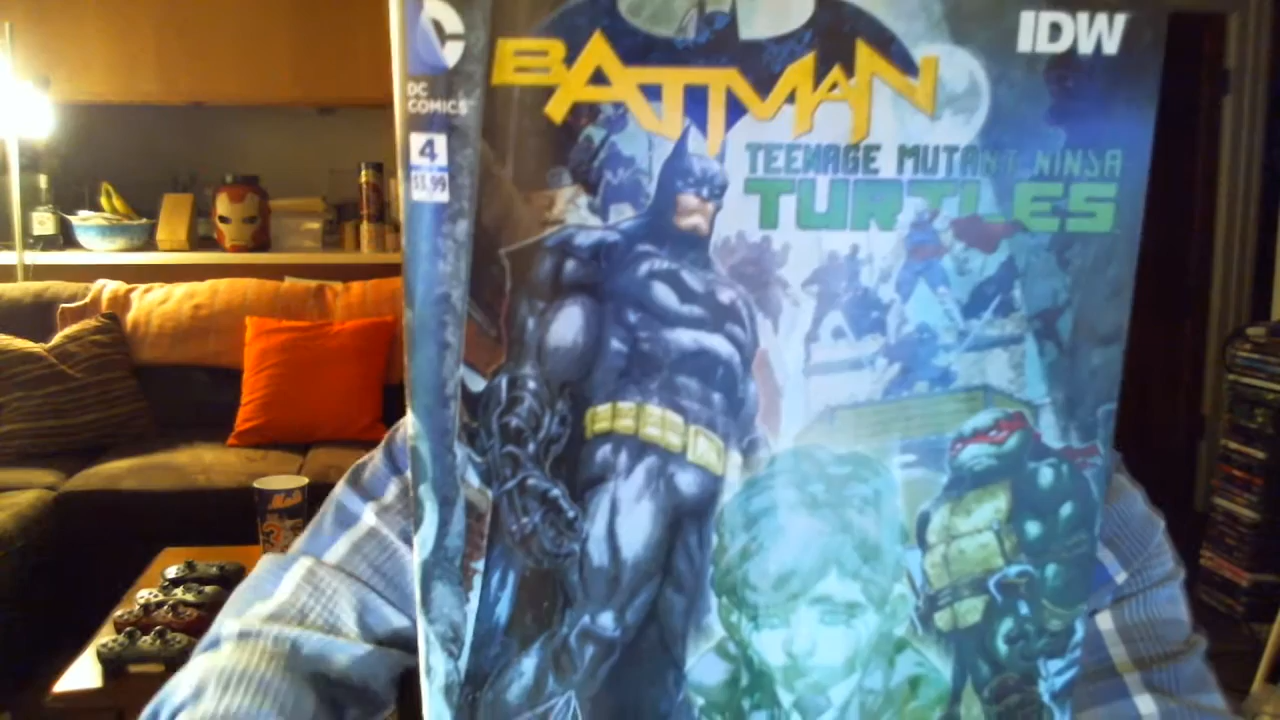 DC
COMICS
4
$3.99
BATMAN
IDW
TEENAGE MUTANT NINJA
TURTLES